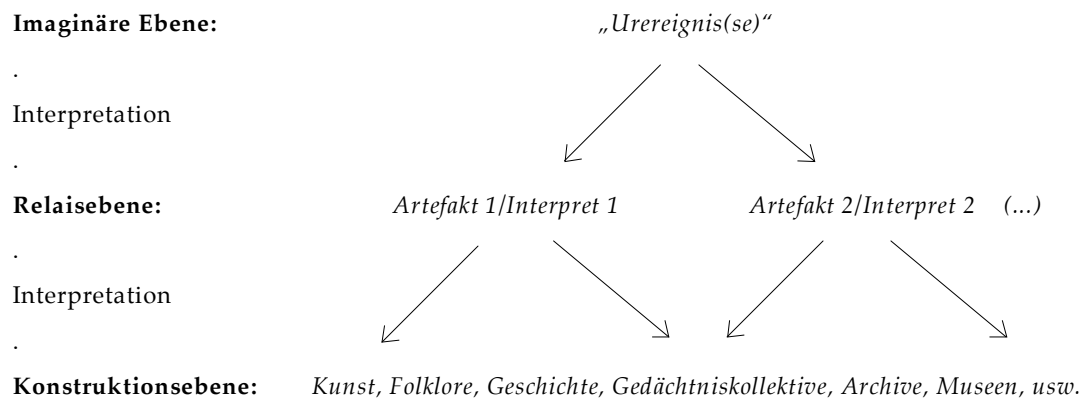 Imaginäre Ebene: „Urereignis(se)“
.
Interpretation
.
Relaisebene: Artefakt 1/Interpret 1 Artefakt 2/Interpret 2 (...)
.
Interpretation
.
Konstruktionsebene: Kunst, Folklore, Geschichte, Gedächtniskollektive, Archive, Museen, usw.